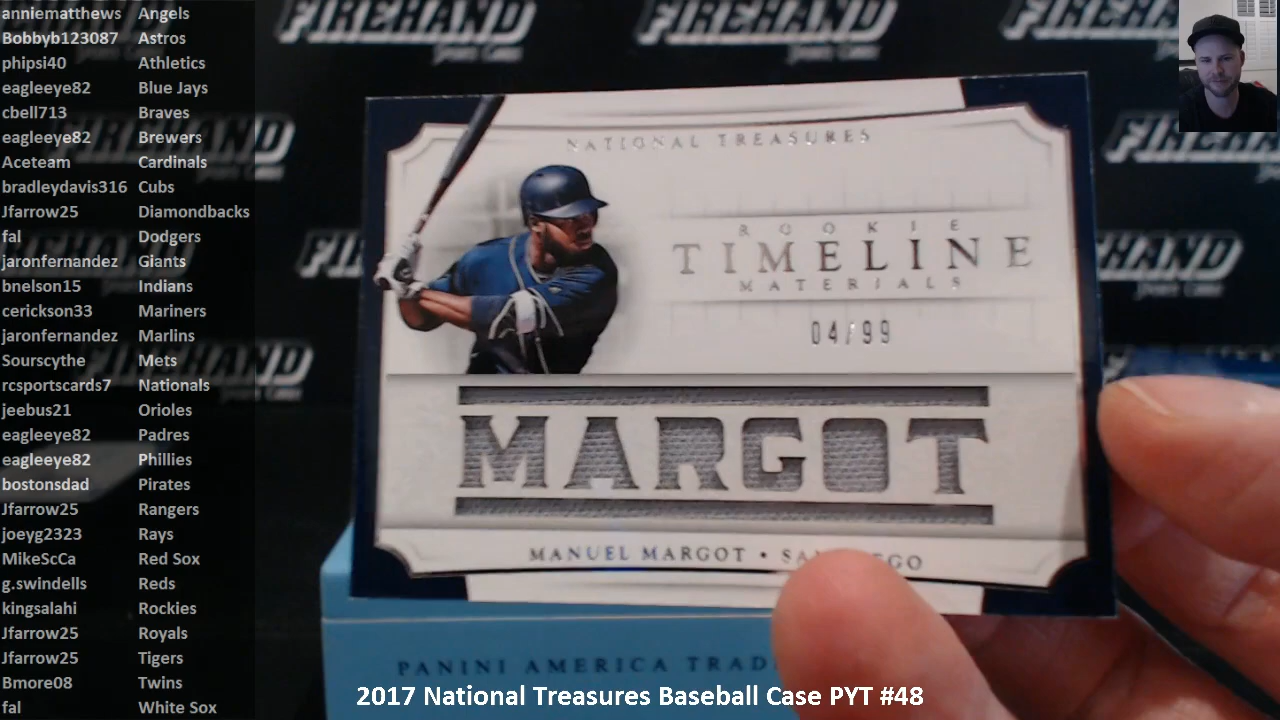 anniematthews Angels
Bobbyb123087 Astros
phipsi40 Athletics
eagleeye82 Blue Jays
cbell713 Braves
eagleeye82 Brewers
Aceteam Cardinals
bradleydavis316 Cubs
Jfarrow25 Diamondbacks
fal Dodgers
jaronfernandez Giants
bnelson15 Indians
cerickson33 Mariners
jaronfernandez Marlins
Sourscythe Mets
rcsportscards7 Nationals
jeebus21 Orioles
eagleeye82 Padres
eagleeye82 Phillies
bostonsdad Pirates
Jfarrow25 Rangers
joeyg2323 Rays
MikeScCa Red Sox
g.swindells Reds
kingsalahi Rockies
Jfarrow25 Royals
Jfarrow25 Tigers
Bmore08 Twins
fal White Sox
FIREHAND
FIREHAND
NATIONAL TREASURES
ROOKIE
TIMELINE
MATERIALS
04/99
MARGOT
MANUEL MARGOT •
PANINI AMERICA
2017 National Treasures Baseball Case PYT #48